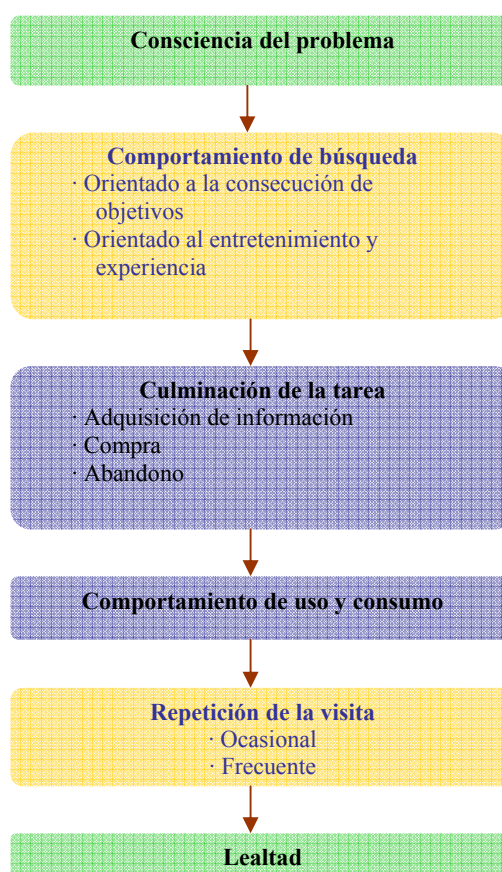 Consciencia del problema
Comportamiento de búsqueda
· Orientado a la consecución de
objetivos
· Orientado al entretenimiento y
experiencia
Culminación de la tarea
· Adquisición de información
· Compra
· Abandono
Comportamiento de uso y consumo
Repetición de la visita
· Ocasional
· Frecuente
Lealtad